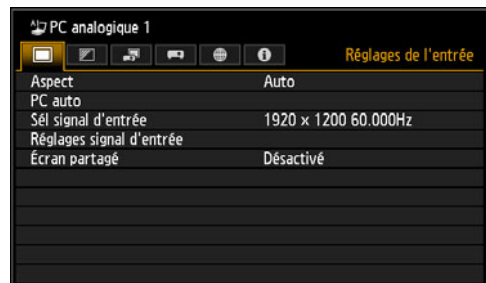 PC analogique 1
Réglages de l'entrée
Aspect Auto
PC auto
Sél signal d'entrée 1920 × 1200 60.000Hz
Réglages signal d'entrée
Écran partagé Désactivé